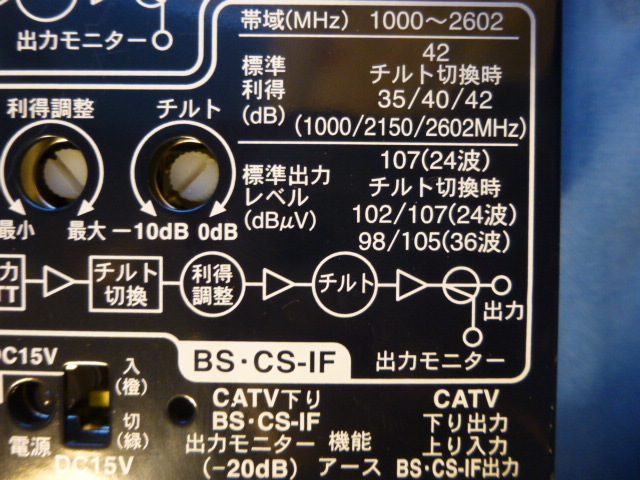 出力モニター
帯域(MHz) 1000～2602
標準利得(dB)
42
チルト切換時
35/40/42
(1000/2150/2602MHz)
利得調整
チルト
最小
最大
－10dB 0dB
標準出力レベル(dBμV)
107(24波)
チルト切換時
102/107(24波)
98/105(36波)
チルト切換
利得調整
チルト
出力
出力モニター
BS・CS-IF
DC15V
入(橙)
切(緑)
電源
DC15V
CATV下り
BS・CS-IF
出力モニター
(−20dB)
機能アース
CATV
下り出力
上り入力
BS・CS-IF出力